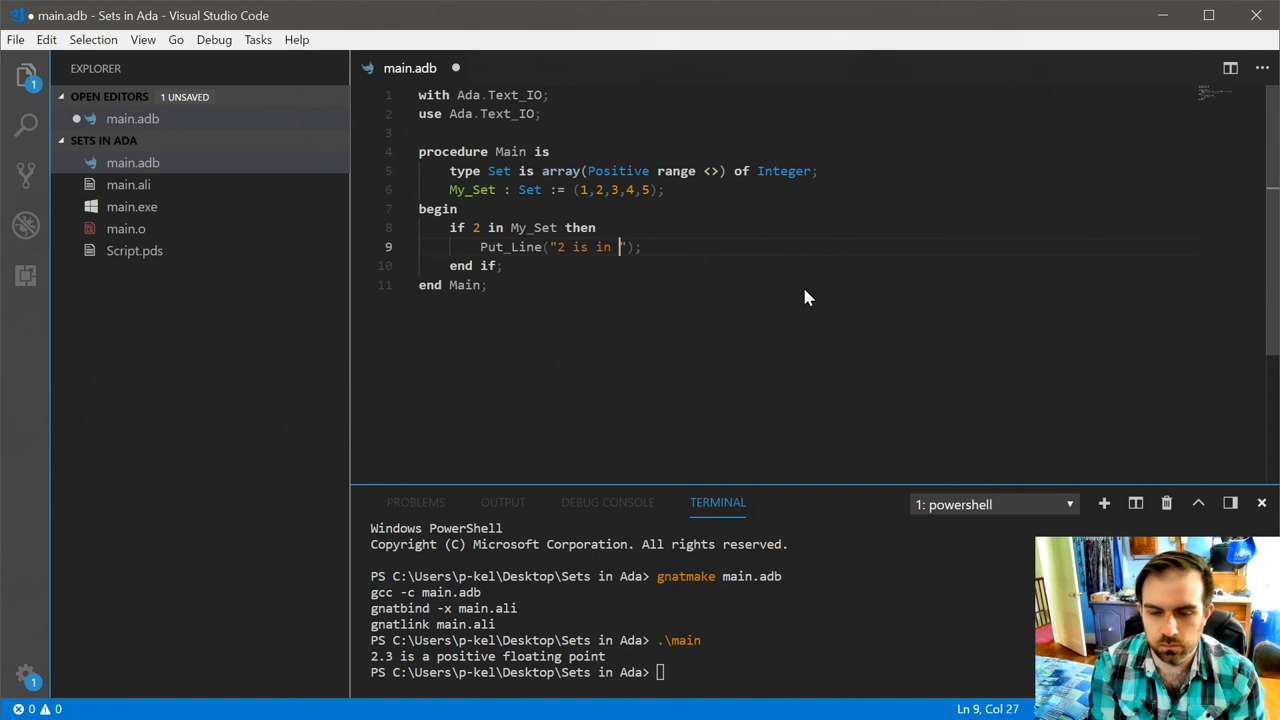 main.adb - Sets in Ada - Visual Studio Code
File Edit Selection View Go Debug Tasks Help
EXPLORER
OPEN EDITORS 1 UNSAVED
main.adb
SETS IN ADA
main.adb
main.ali
main.exe
main.o
Script.pds
1
1
main.adb
1 with Ada.Text_IO;
2 use Ada.Text_IO;
3
4 procedure Main is
5 type Set is array(Positive range <>) of Integer;
6 My_Set : Set := (1,2,3,4,5);
7 begin
8 if 2 in My_Set then
9 Put_Line("2 is in ");
10 end if;
11 end Main;
PROBLEMS OUTPUT DEBUG CONSOLE TERMINAL 1: powershell
Windows PowerShell
Copyright (C) Microsoft Corporation. All rights reserved.
PS C:\Users\p-kel\Desktop\Sets in Ada> gnatmake main.adb
gcc -c main.adb
gnatbind -x main.ali
gnatlink main.ali
PS C:\Users\p-kel\Desktop\Sets in Ada> .\main
2.3 is a positive floating point
PS C:\Users\p-kel\Desktop\Sets in Ada>
0 0 Ln 9, Col 27